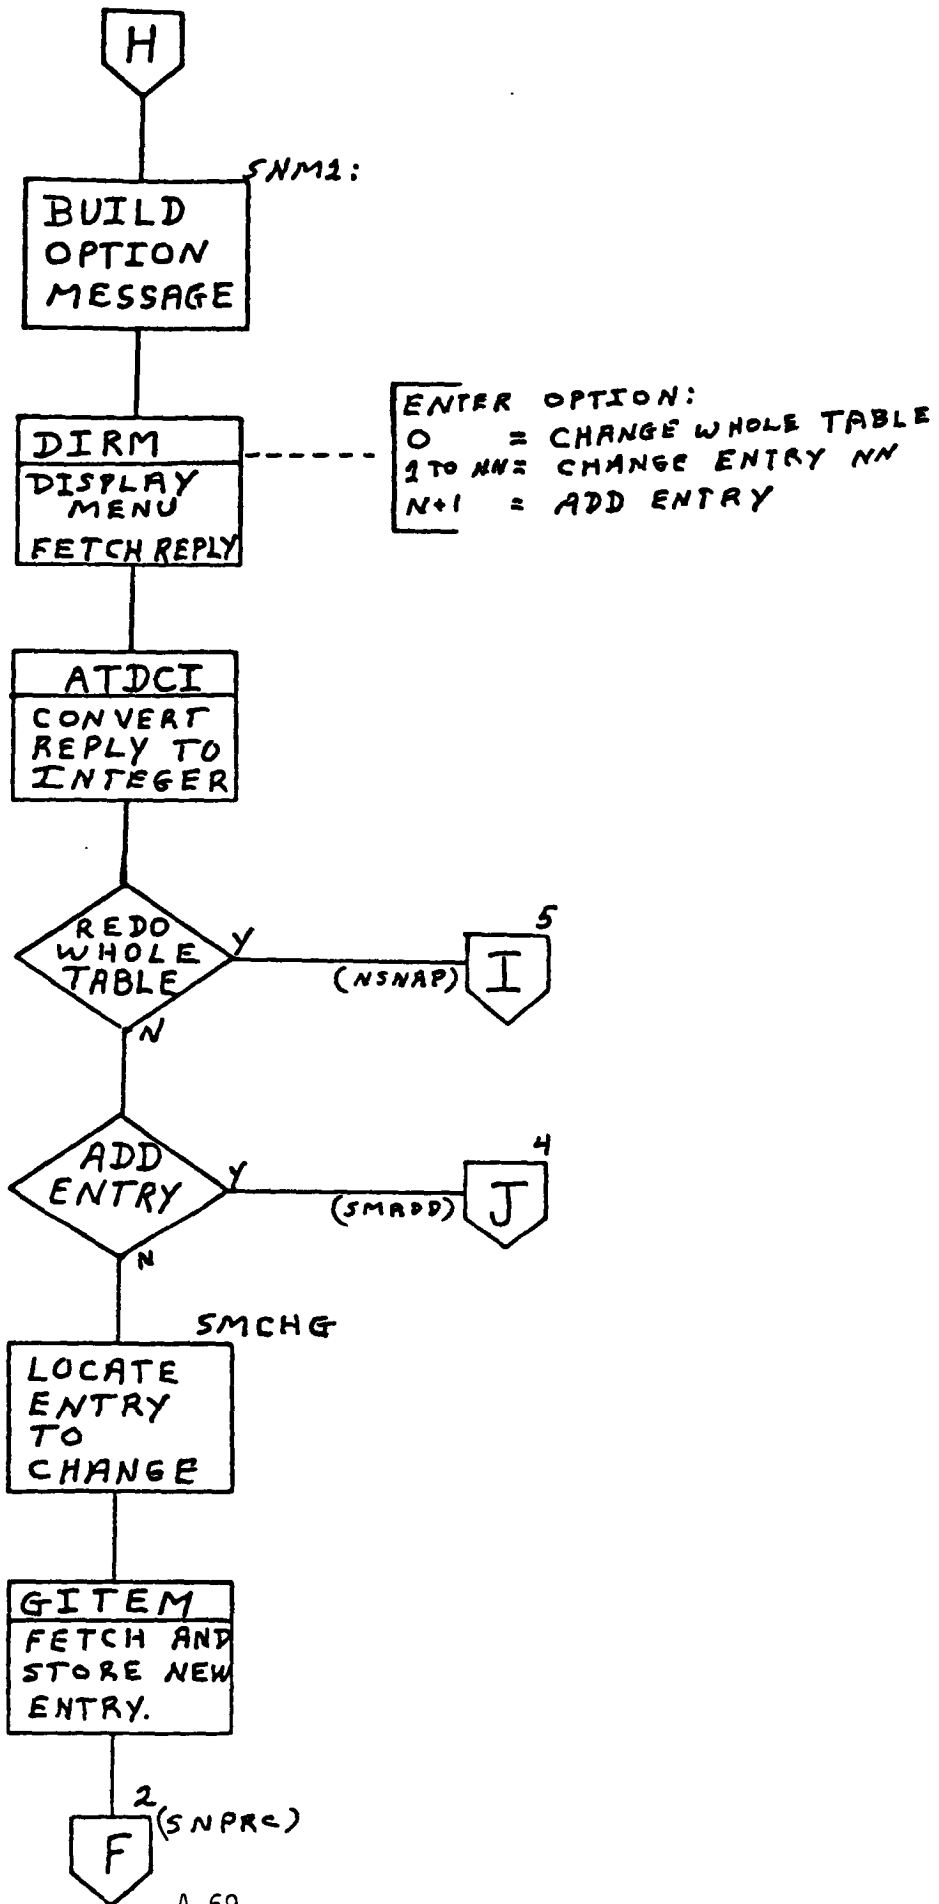 H
SNM1:
BUILD
OPTION
MESSAGE
DIRM
DISPLAY
MENU
FETCH REPLY
ENTER OPTION:
0 = CHANGE WHOLE TABLE
1 TO NN = CHANGE ENTRY NN
N+1 = ADD ENTRY
ATDCI
CONVERT
REPLY TO
INTEGER
REDO
WHOLE
TABLE
Y
(NSNAP)
5
I
N
ADD
ENTRY
Y
(SMADD)
4
J
N
SMCHG
LOCATE
ENTRY
TO
CHANGE
GITEM
FETCH AND
STORE NEW
ENTRY.
2
(SNPRC)
F
A-69